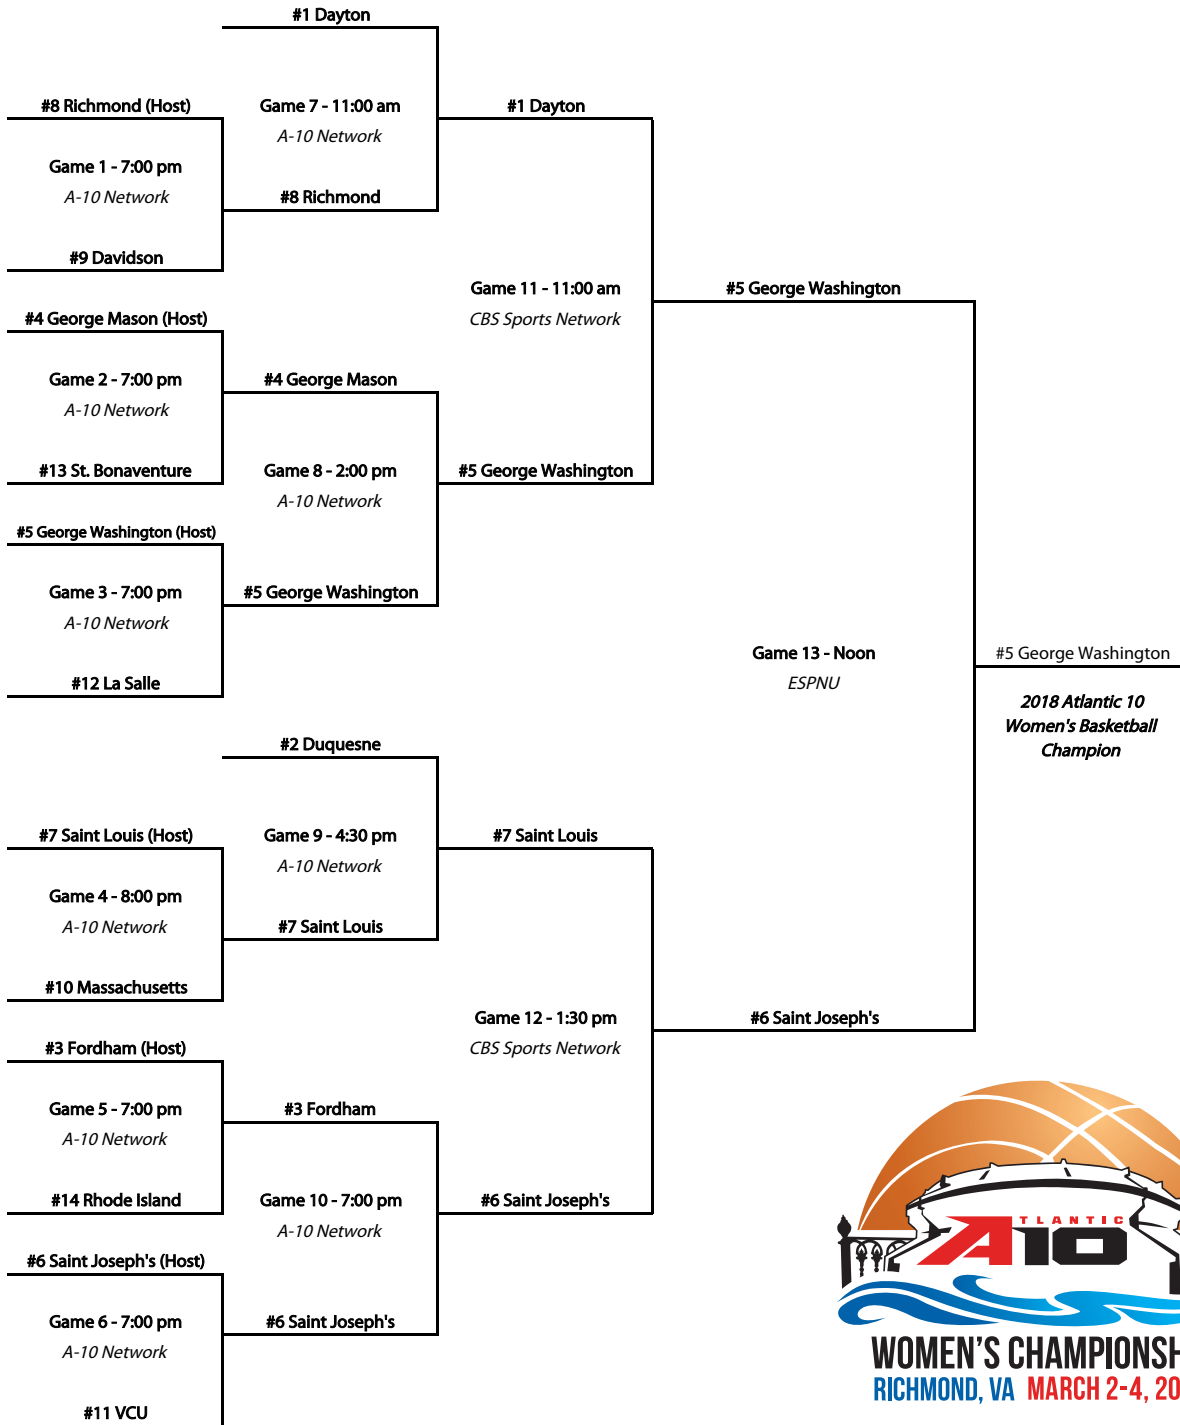 #1 Dayton
#8 Richmond (Host)
Game 7 - 11:00 am
#1 Dayton
A-10 Network
Game 1 - 7:00 pm
A-10 Network
#8 Richmond
#9 Davidson
Game 11 - 11:00 am
#5 George Washington
CBS Sports Network
#4 George Mason (Host)
Game 2 - 7:00 pm
#4 George Mason
A-10 Network
#13 St. Bonaventure
Game 8 - 2:00 pm
#5 George Washington
A-10 Network
#5 George Washington (Host)
Game 3 - 7:00 pm
#5 George Washington
A-10 Network
Game 13 - Noon
#5 George Washington
ESPNU
#12 La Salle
2018 Atlantic 10
Women's Basketball
Champion
#2 Duquesne
#7 Saint Louis (Host)
Game 9 - 4:30 pm
#7 Saint Louis
A-10 Network
Game 4 - 8:00 pm
A-10 Network
#7 Saint Louis
#10 Massachusetts
Game 12 - 1:30 pm
#6 Saint Joseph's
CBS Sports Network
#3 Fordham (Host)
Game 5 - 7:00 pm
#3 Fordham
A-10 Network
#14 Rhode Island
Game 10 - 7:00 pm
#6 Saint Joseph's
A-10 Network
#6 Saint Joseph's (Host)
Game 6 - 7:00 pm
#6 Saint Joseph's
A-10 Network
#11 VCU
ATLANTIC
10
WOMEN'S CHAMPIONSH
RICHMOND, VA MARCH 2-4, 20